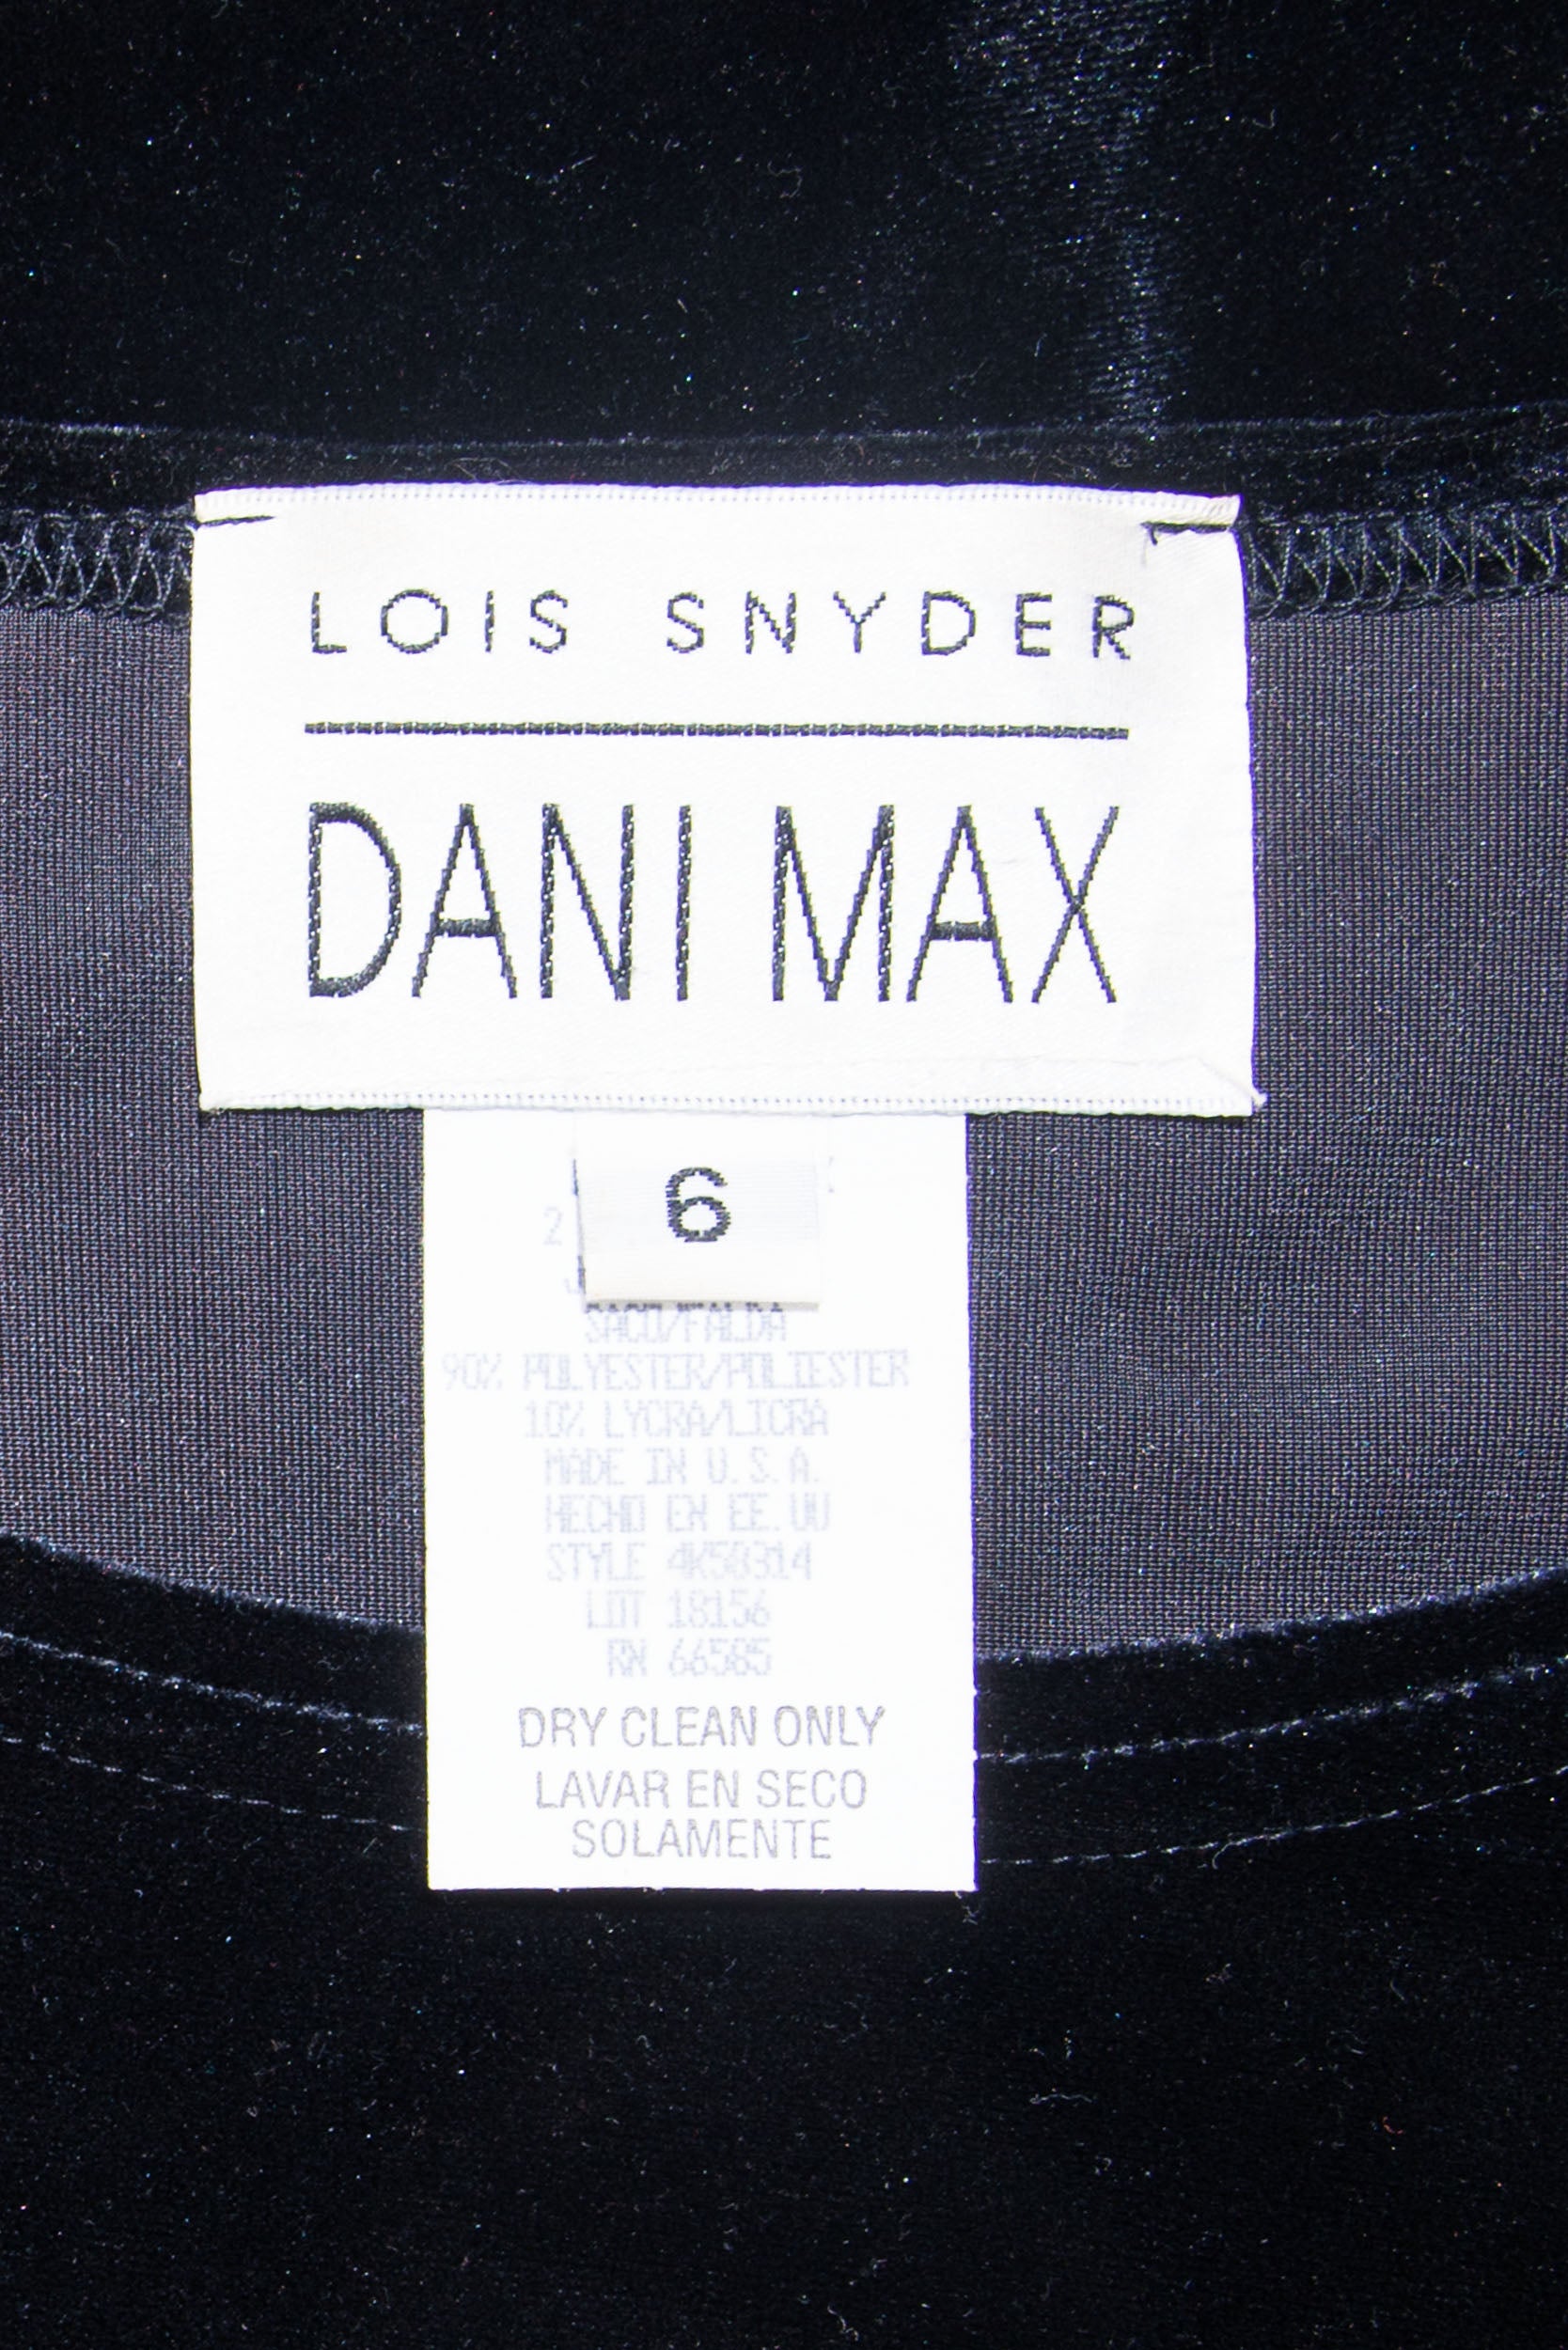 LOIS SNYDER
DANI MAX
6
2
SACO/FALDA
90% POLYESTER/POLIESTER
10% LYCRA/LICRA
MADE IN U.S.A.
HECHO EN EE.UU
STYLE 4K58314
LOT 18156
RN 66585
DRY CLEAN ONLY
LAVAR EN SECO
SOLAMENTE